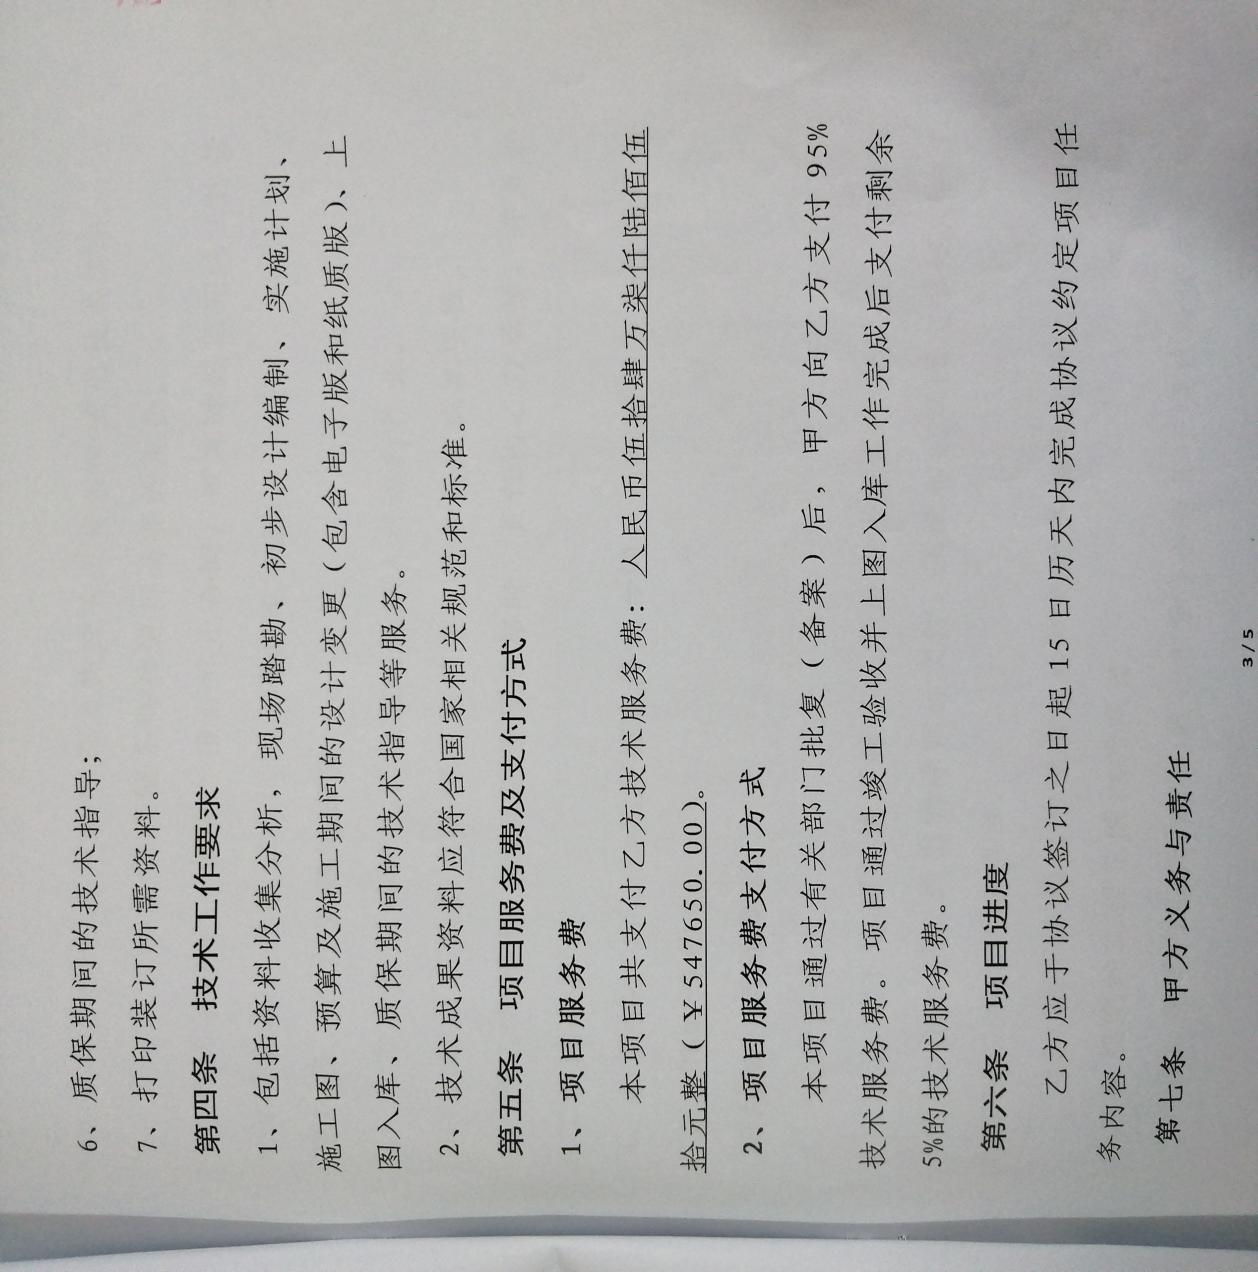 6、质保期间的技术指导；
7、打印装订所需资料。
第四条 技术工作要求
1、包括资料收集分析，现场踏勘、初步设计编制、实施计划、
施工图、预算及施工期间的设计变更（包含电子版和纸质版）、上
图入库、质保期间的技术指导等服务。
2、技术成果资料应符合国家相关规范和标准。
第五条 项目服务费及支付方式
1、项目服务费
本项目共支付乙方技术服务费：人民币伍拾肆万柒仟陆佰伍
拾元整（￥547650.00）。
2、项目服务费支付方式
本项目通过有关部门批复（备案）后，甲方向乙方支付 95%
技术服务费。项目通过竣工验收并上图入库工作完成后支付剩余
5%的技术服务费。
第六条 项目进度
乙方应于协议签订之日起 15 日历天内完成协议约定项目任
务内容。
第七条 甲方义务与责任
3/5